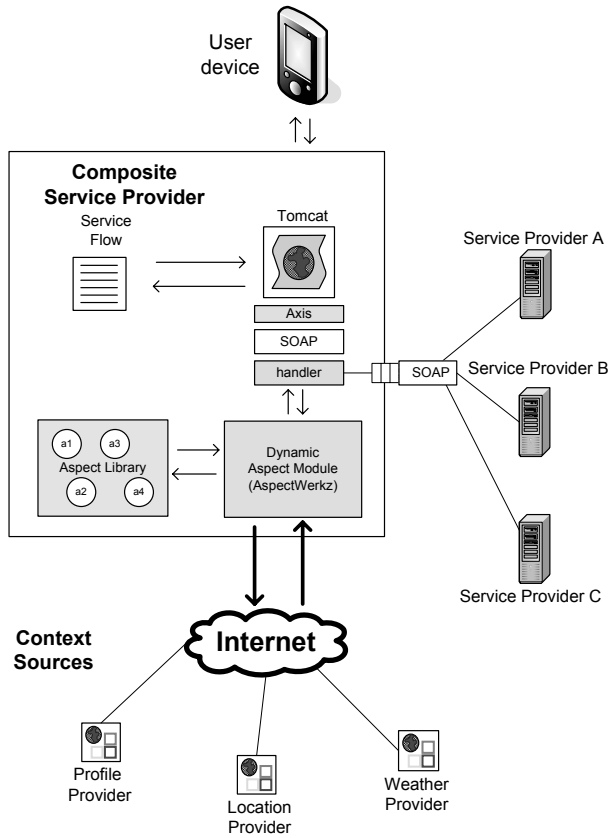 User
device
Composite
Service Provider
Service
Flow
Tomcat
Axis
SOAP
handler
SOAP
Service Provider A
Service Provider B
Service Provider C
a1
a3
Aspect Library
a2
a4
Dynamic
Aspect Module
(AspectWerkz)
Internet
Context
Sources
Profile
Provider
Location
Provider
Weather
Provider